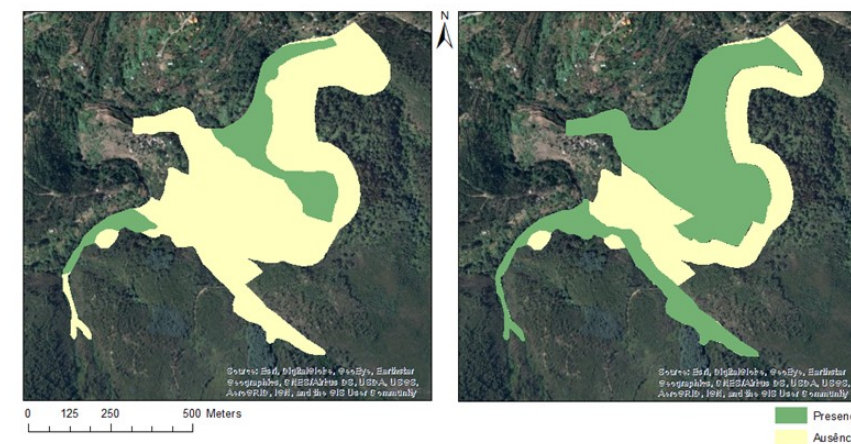 N
Source: Esri, DigitalGlobe, GeoEye, Earthstar
Geographics, CNES/Airbus DS, USDA, USGS,
AeroGRID, IGN, and the GIS User Community
Source: Esri, DigitalGlobe, GeoEye, Earthstar
Geographics, CNES/Airbus DS, USDA, USGS,
AeroGRID, IGN, and the GIS User Community
0 125 250 500 Meters
Presen
Ausênc